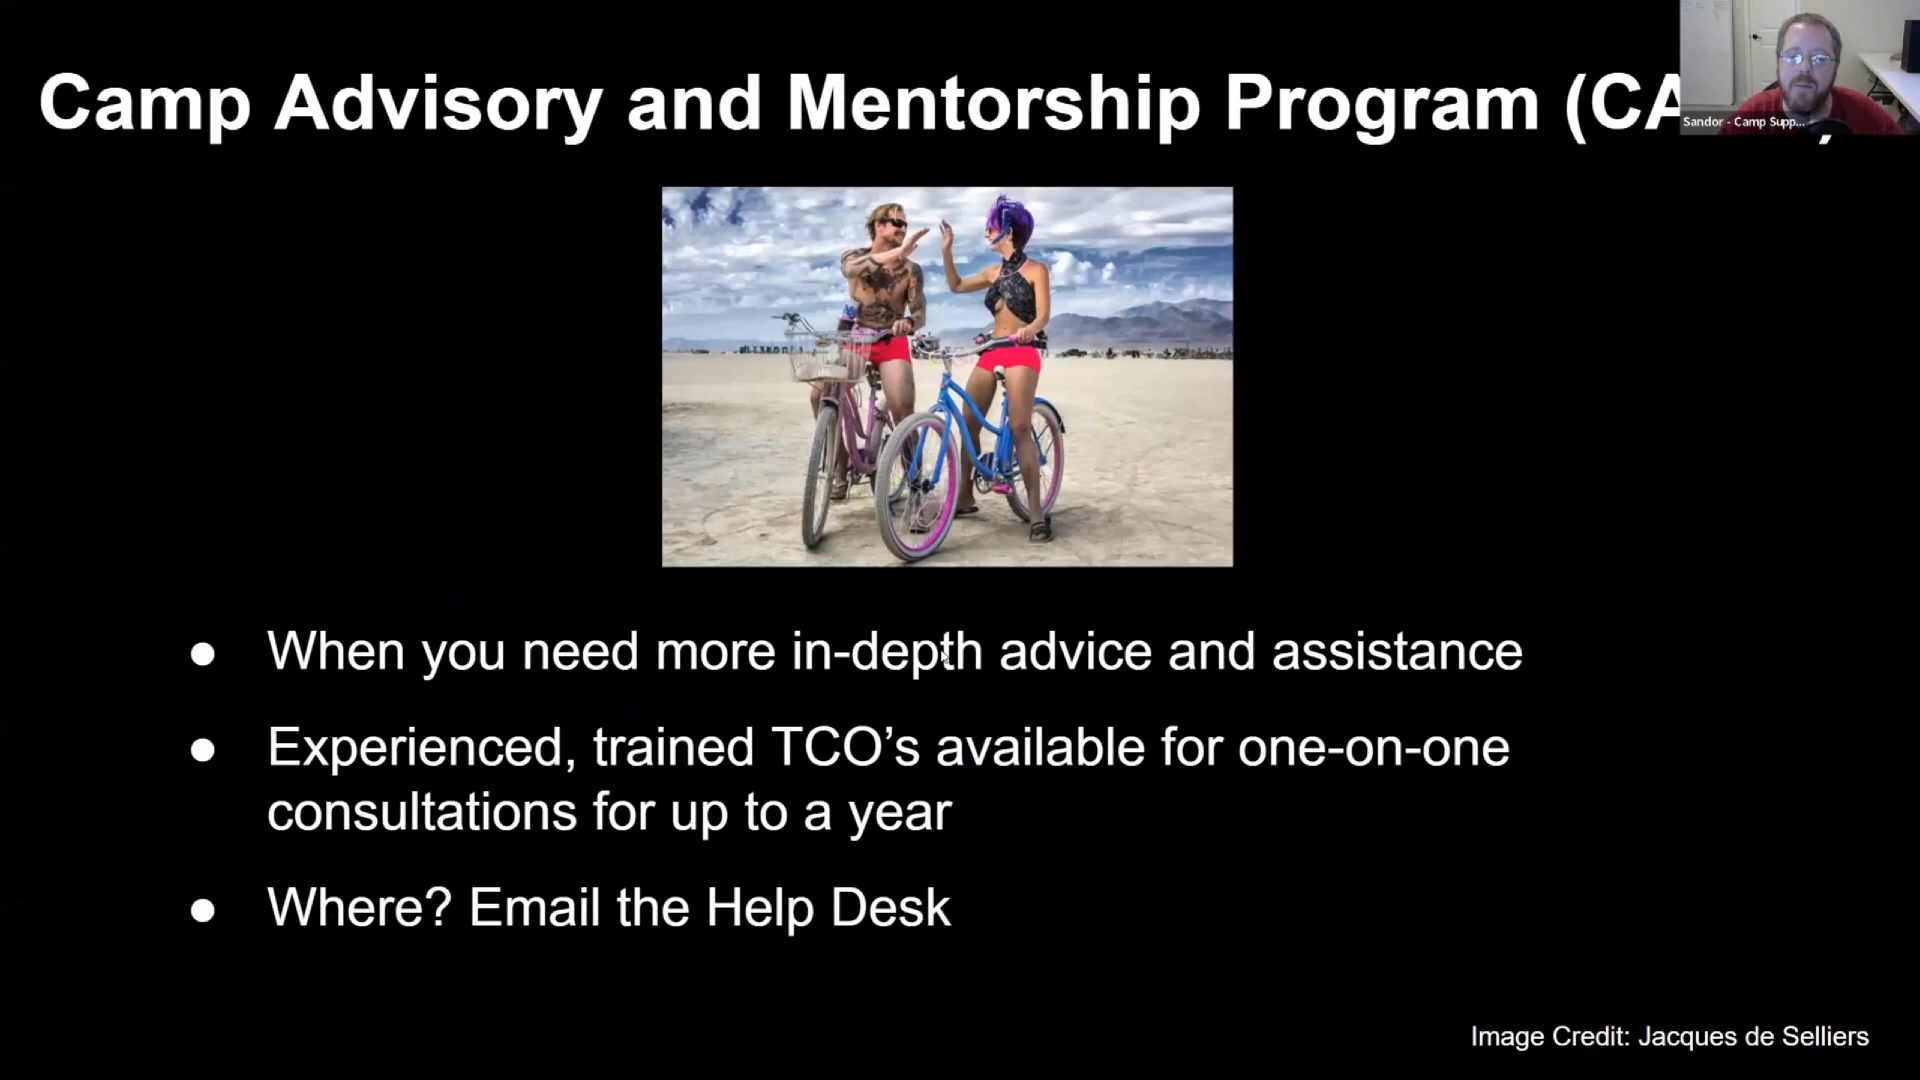 Camp Advisory and Mentorship Program (CA
Sandor - Camp Supp...
● When you need more in-depth advice and assistance
● Experienced, trained TCO’s available for one-on-one
consultations for up to a year
● Where? Email the Help Desk
Image Credit: Jacques de Selliers